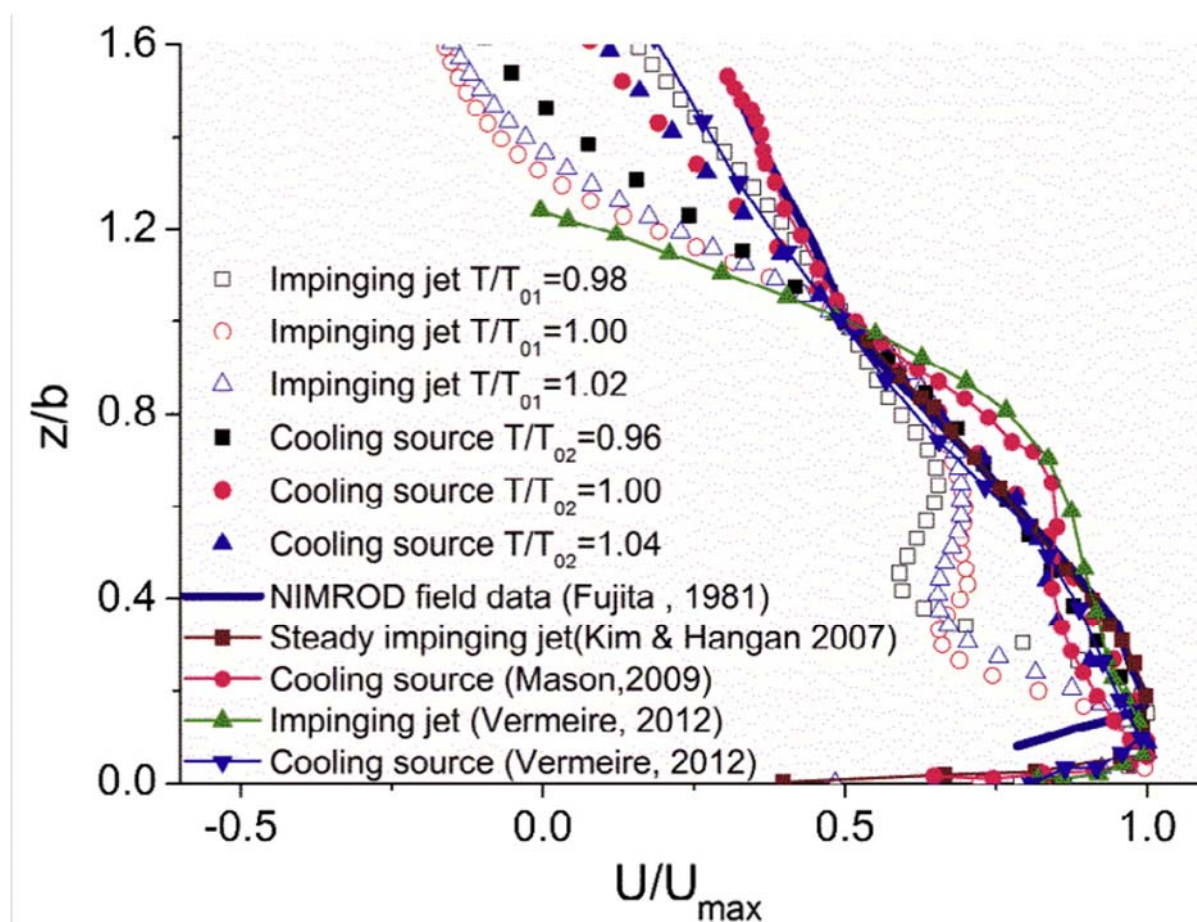 1.6
1.2
0.8
0.4
0.0
z/b
Impinging jet T/T01=0.98
Impinging jet T/T01=1.00
Impinging jet T/T01=1.02
Cooling source T/T02=0.96
Cooling source T/T02=1.00
Cooling source T/T02=1.04
NIMROD field data (Fujita , 1981)
Steady impinging jet(Kim & Hangan 2007)
Cooling source (Mason,2009)
Impinging jet (Vermeire, 2012)
Cooling source (Vermeire, 2012)
-0.5 0.0 0.5 1.0
U/Umax